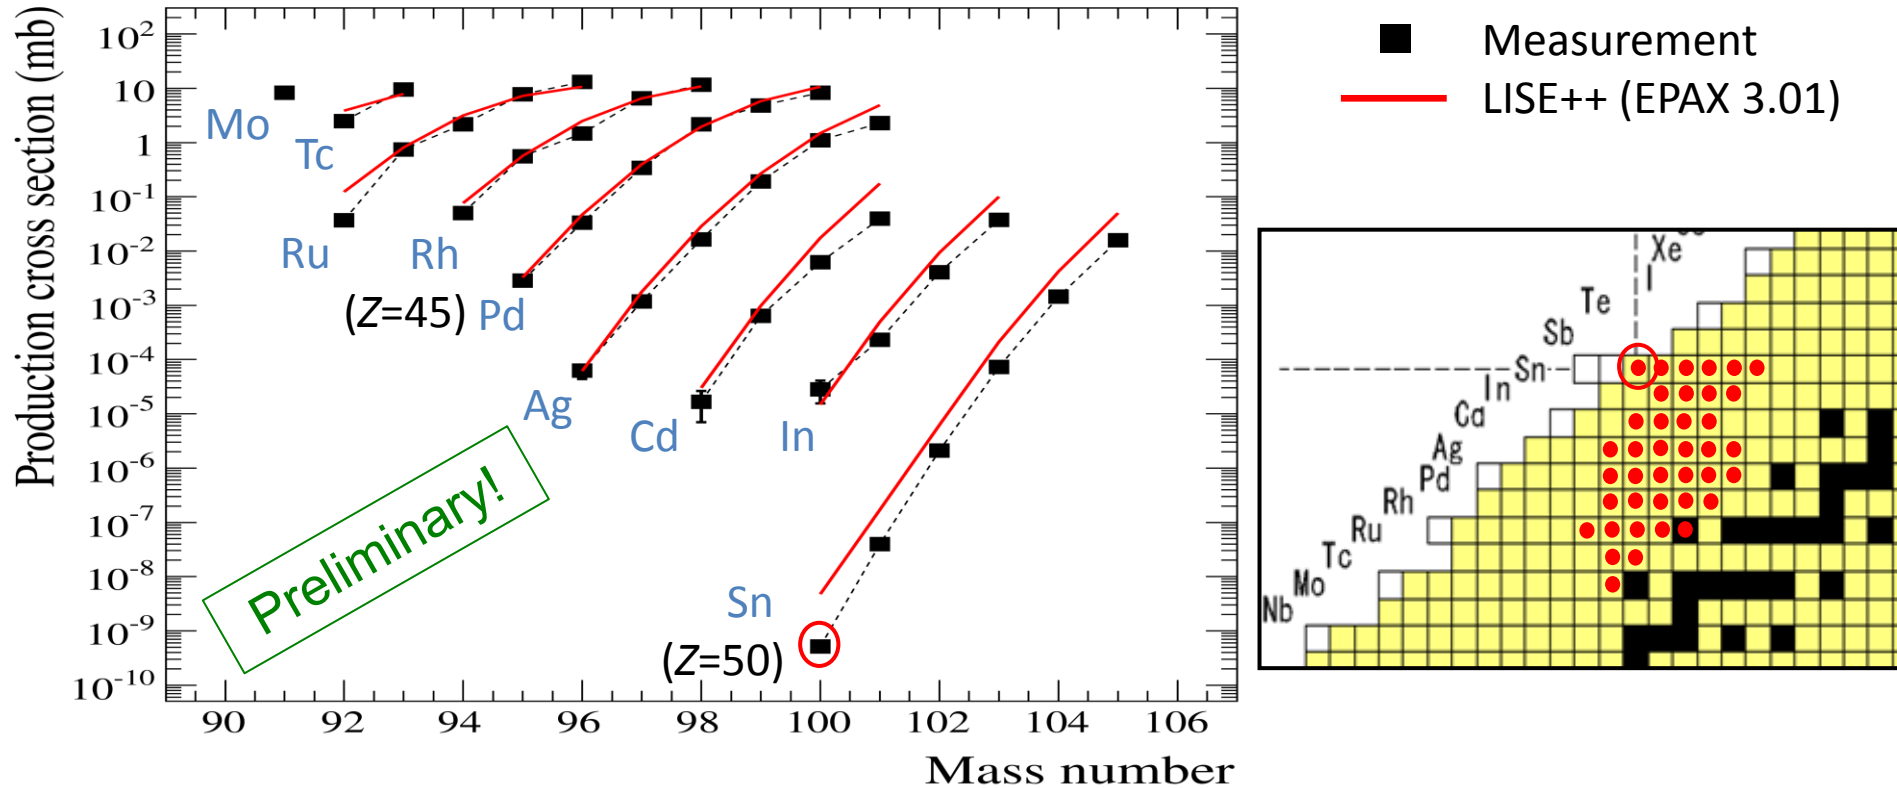 Production cross section (mb)
10²
10
1
10⁻¹
10⁻²
10⁻³
10⁻⁴
10⁻⁵
10⁻⁶
10⁻⁷
10⁻⁸
10⁻⁹
10⁻¹⁰
90 92 94 96 98 100 102 104 106
Mass number
Mo
Tc
Ru
Rh
(Z=45)
Pd
Ag
Cd
In
Sn
(Z=50)
Preliminary!
Measurement
LISE++ (EPAX 3.01)
Xe
I
Te
Sb
Sn
In
Cd
Ag
Pd
Rh
Ru
Tc
Mo
Nb